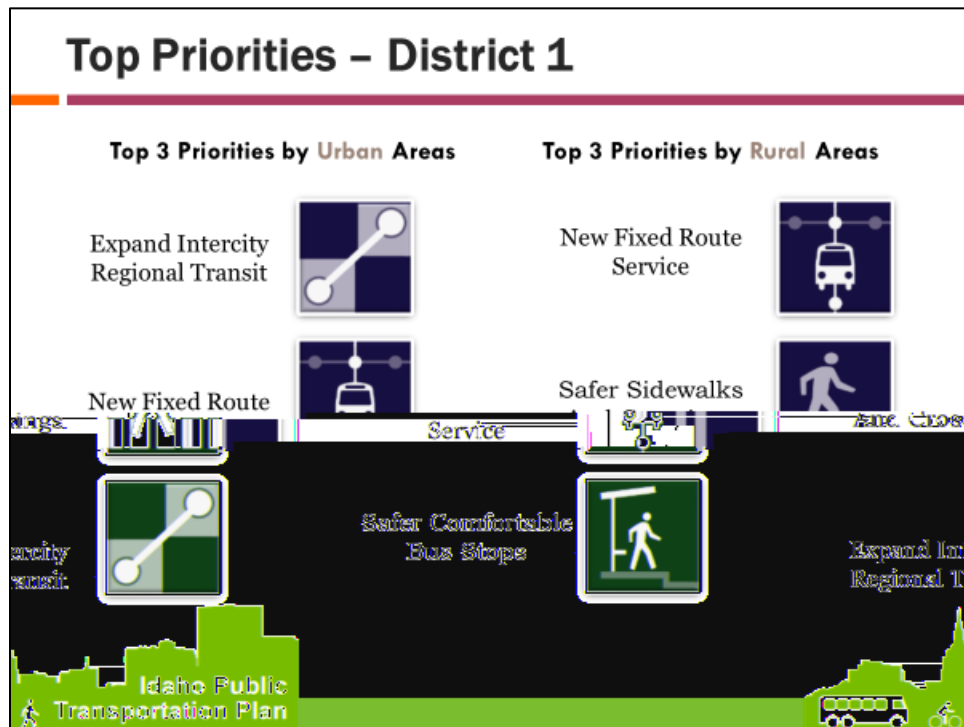 Top Priorities – District 1
Top 3 Priorities by Urban Areas
Top 3 Priorities by Rural Areas
Expand Intercity
Regional Transit
New Fixed Route
Service
New Fixed Route
Safer Sidewalks
Service
And
Safer Comfortable
Bus Stops
Regional
Idaho Public
Transportation Plan